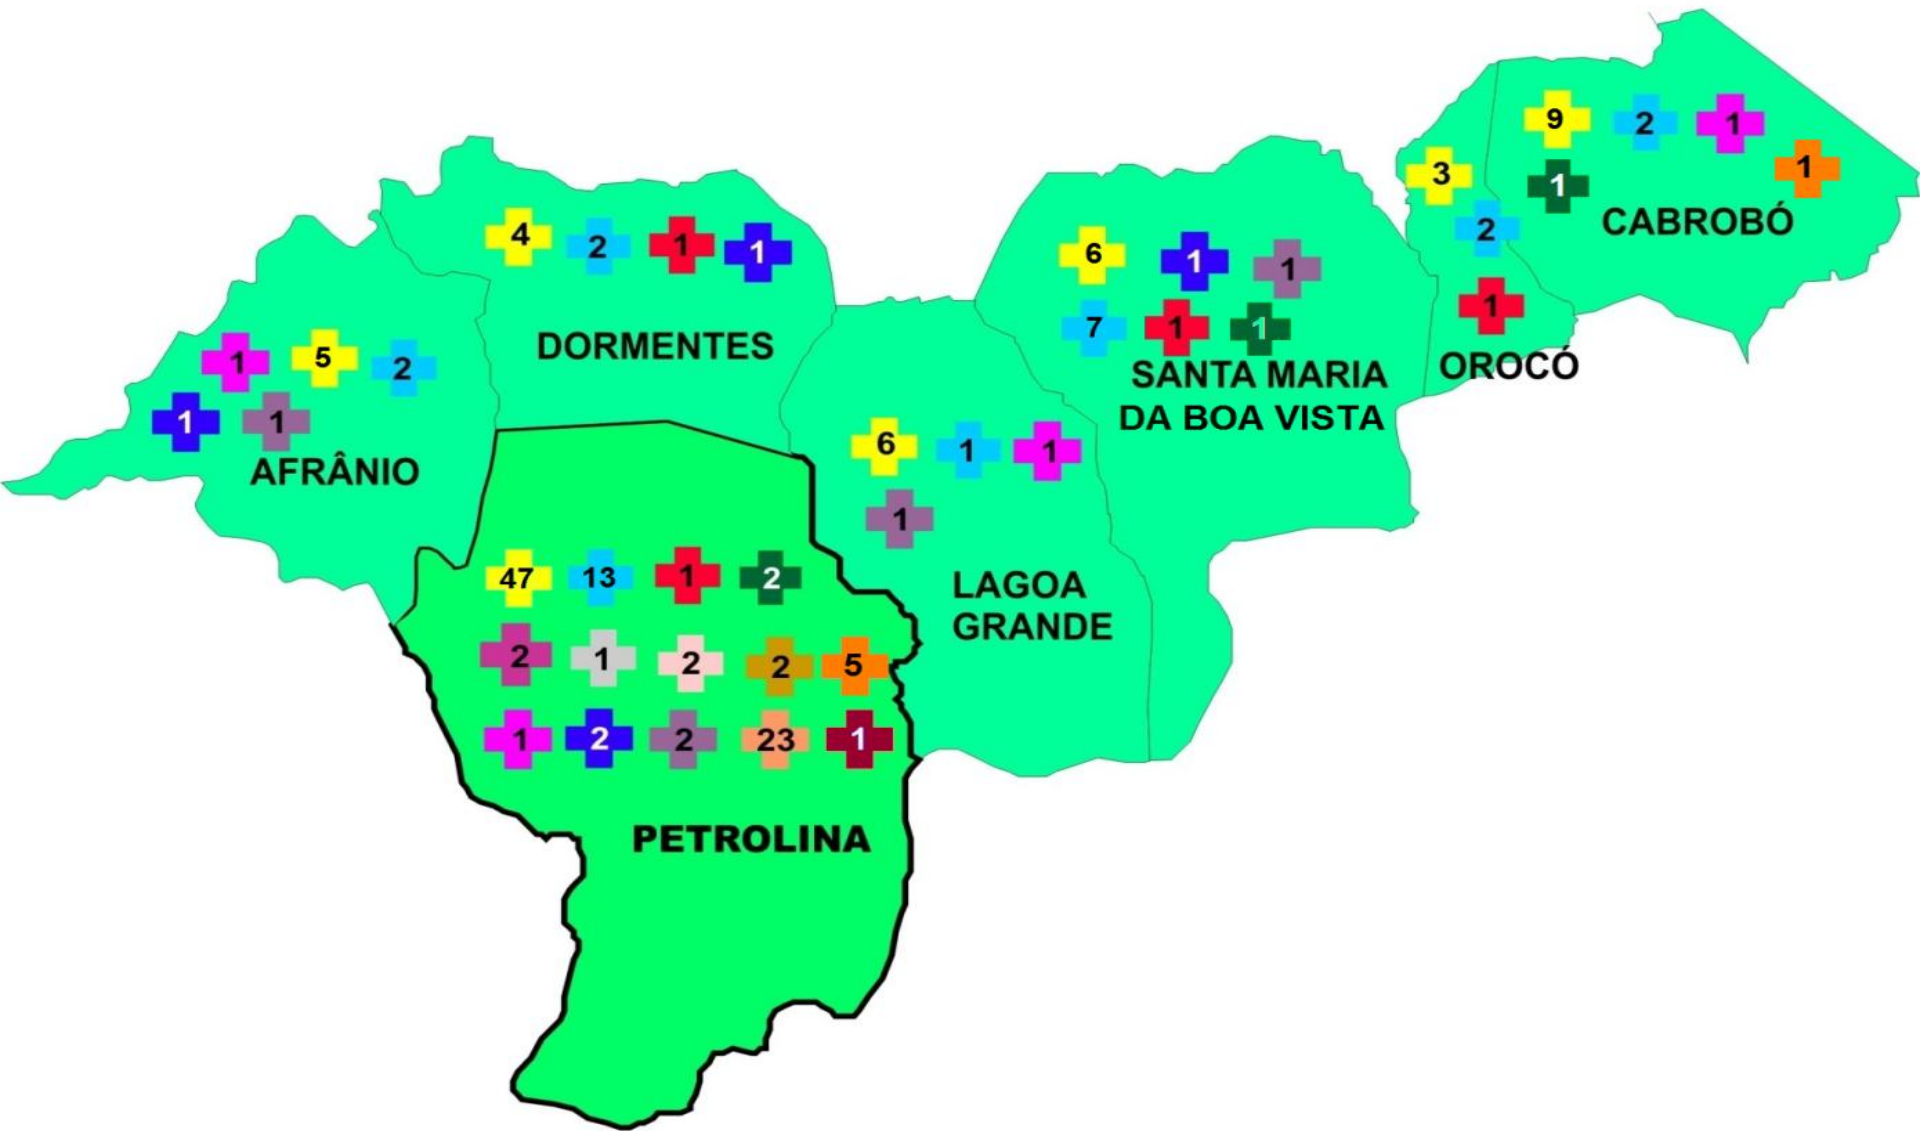 9 2 1
1
1
CABROBÓ
3
2
1
OROCÓ
4 2 1 1
DORMENTES
6 1 1
7 1 1
SANTA MARIA
DA BOA VISTA
1 5 2
1 1
AFRÂNIO
6 1 1
1
LAGOA
GRANDE
47 13 1 2
2 1 2 2 5
1 2 2 23 1
PETROLINA